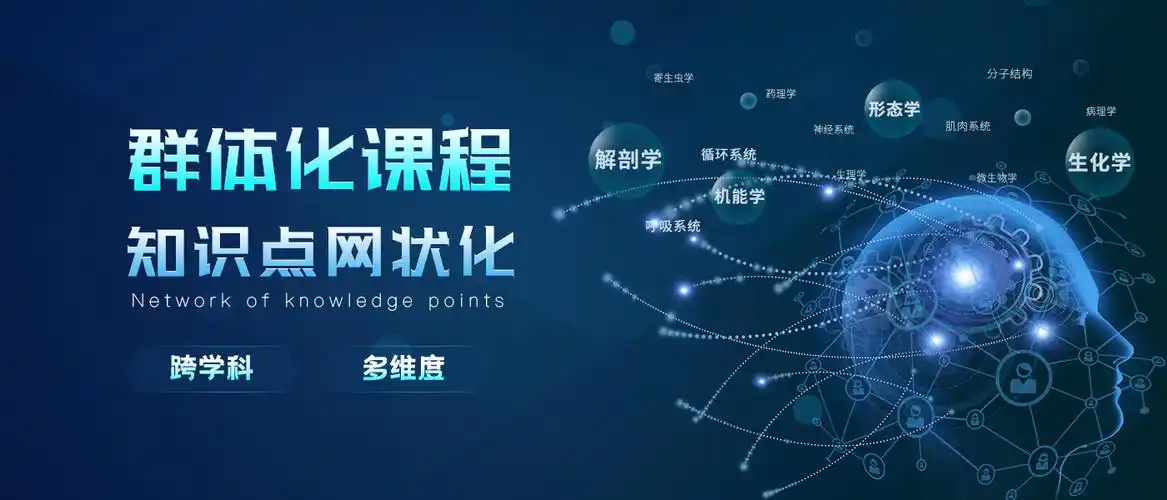 群体化课程
知识点网状化
Network of knowledge points
跨学科
多维度
寄生虫学
药理学
分子结构
形态学
病理学
神经系统
肌肉系统
解剖学
循环系统
生化学
生理学
微生物学
机能学
呼吸系统